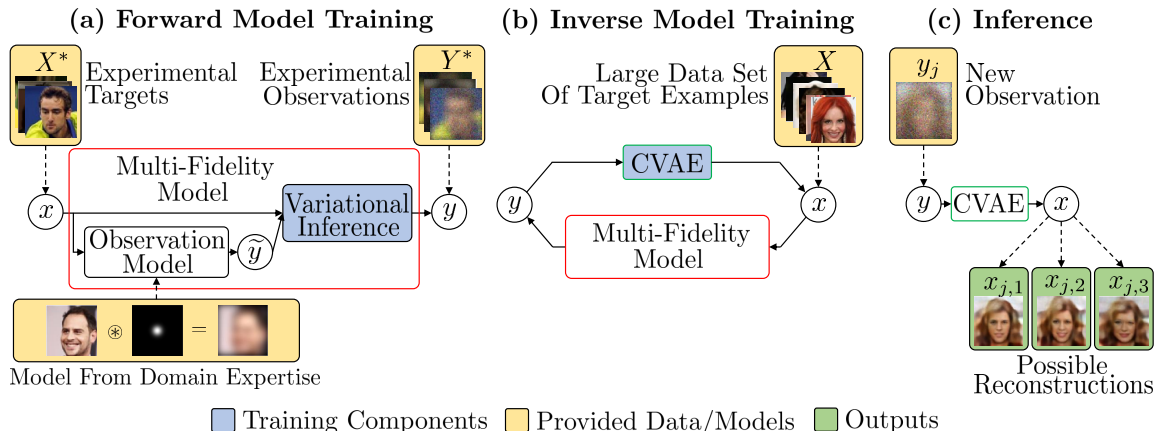 (a) Forward Model Training
X*
Experimental
Targets
Experimental
Observations
Y*
Multi-Fidelity
Model
x
Variational
Inference
y
Observation
Model
ỹ
⊛
=
Model From Domain Expertise
(b) Inverse Model Training
Large Data Set
Of Target Examples
X
CVAE
y
x
Multi-Fidelity
Model
(c) Inference
y_j
New
Observation
y
CVAE
x
x_{j,1}
x_{j,2}
x_{j,3}
Possible
Reconstructions
Training Components
Provided Data/Models
Outputs